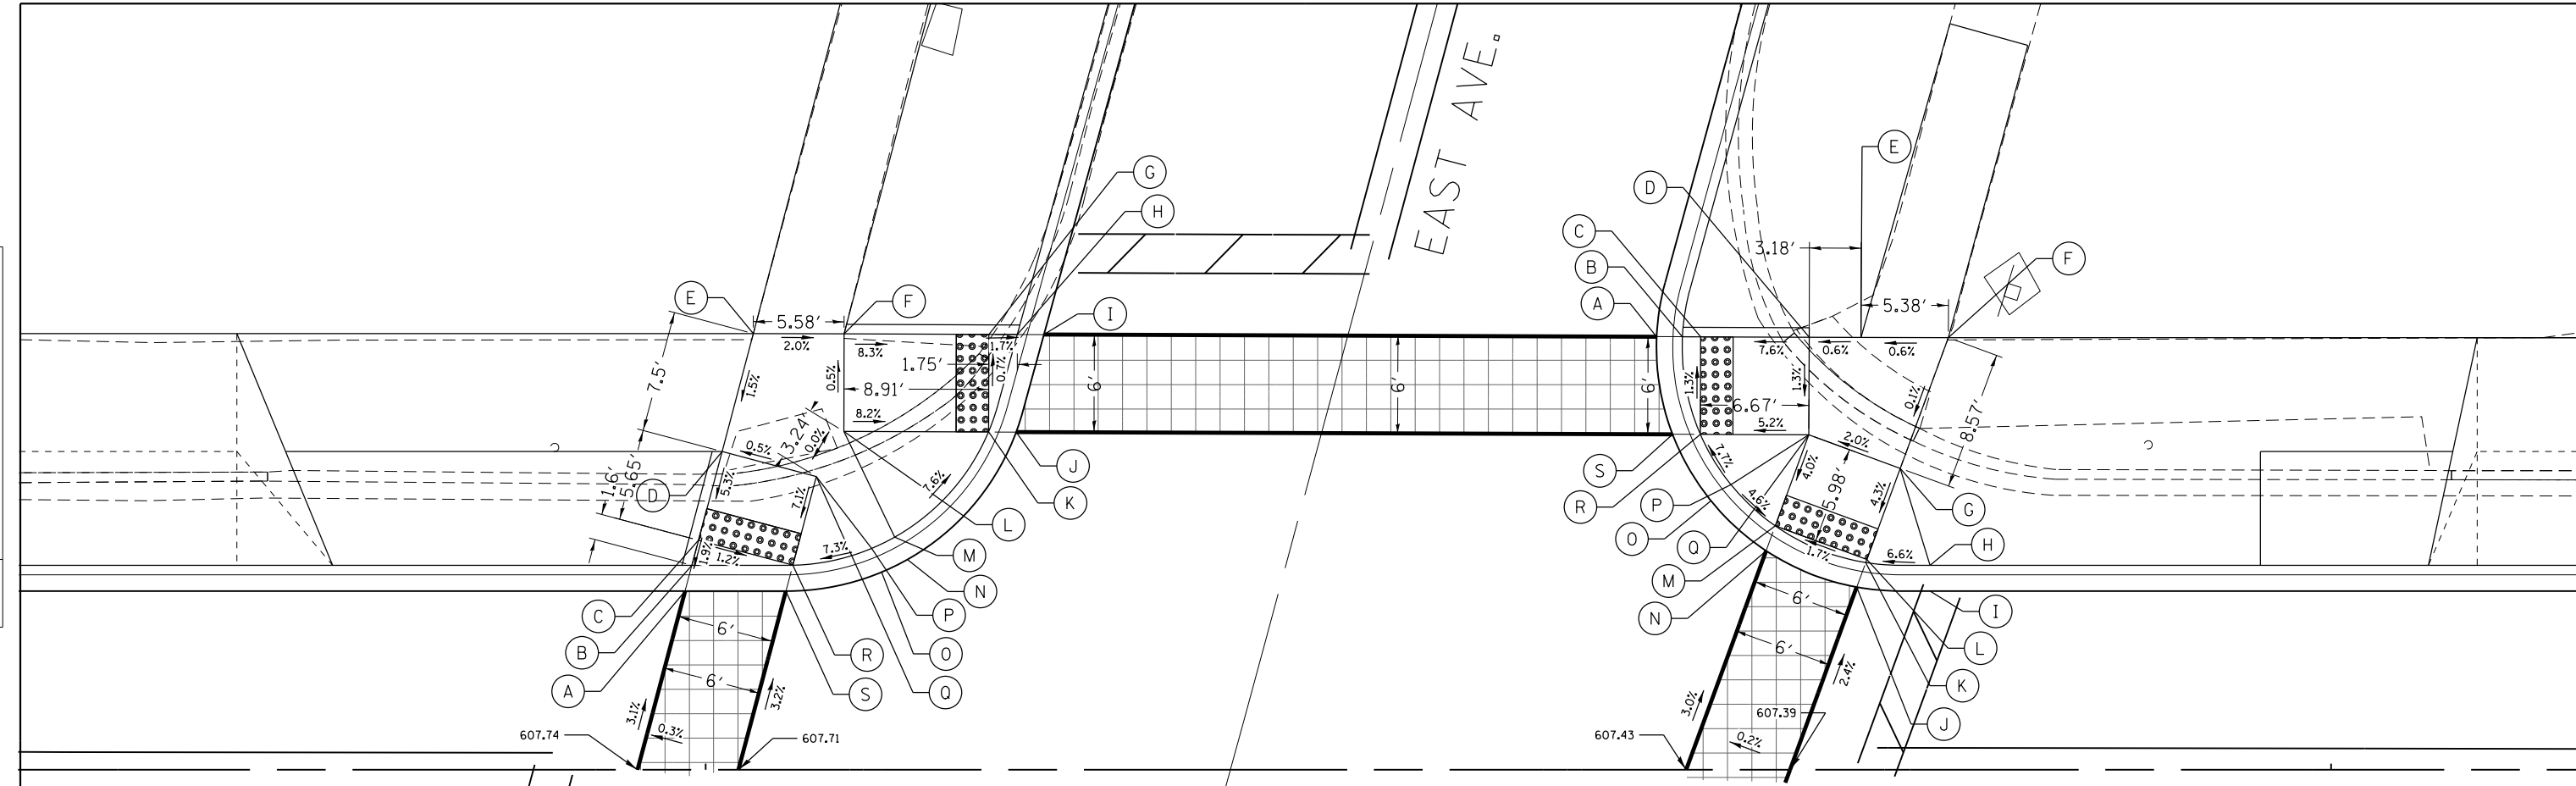 EAST AVE.
G
H
E
D
C
B
A
F
3.18'
5.38'
E
F
I
5.58'
2.0%
8.3%
1.7%
7.5'
1.5%
0.5%
1.75'
0.7%
8.91'
8.2%
6'
6'
6'
7.6%
0.6%
0.6%
1.3%
1.3%
0.1%
6.67'
5.2%
8.57'
3.24'
0.0%
0.5%
1.6'
5.65'
5.3%
7.1%
7.6%
D
J
K
L
M
N
1.9%
1.2%
7.3%
2.0%
4.0%
5.98'
4.3%
7.7%
4.6%
1.7%
6.6%
S
R
P
O
Q
M
N
G
H
I
L
K
J
C
B
A
P
R
O
S
Q
6'
6'
3.1%
3.2%
0.3%
607.74
607.71
6'
6'
3.0%
2.4%
0.2%
607.43
607.39